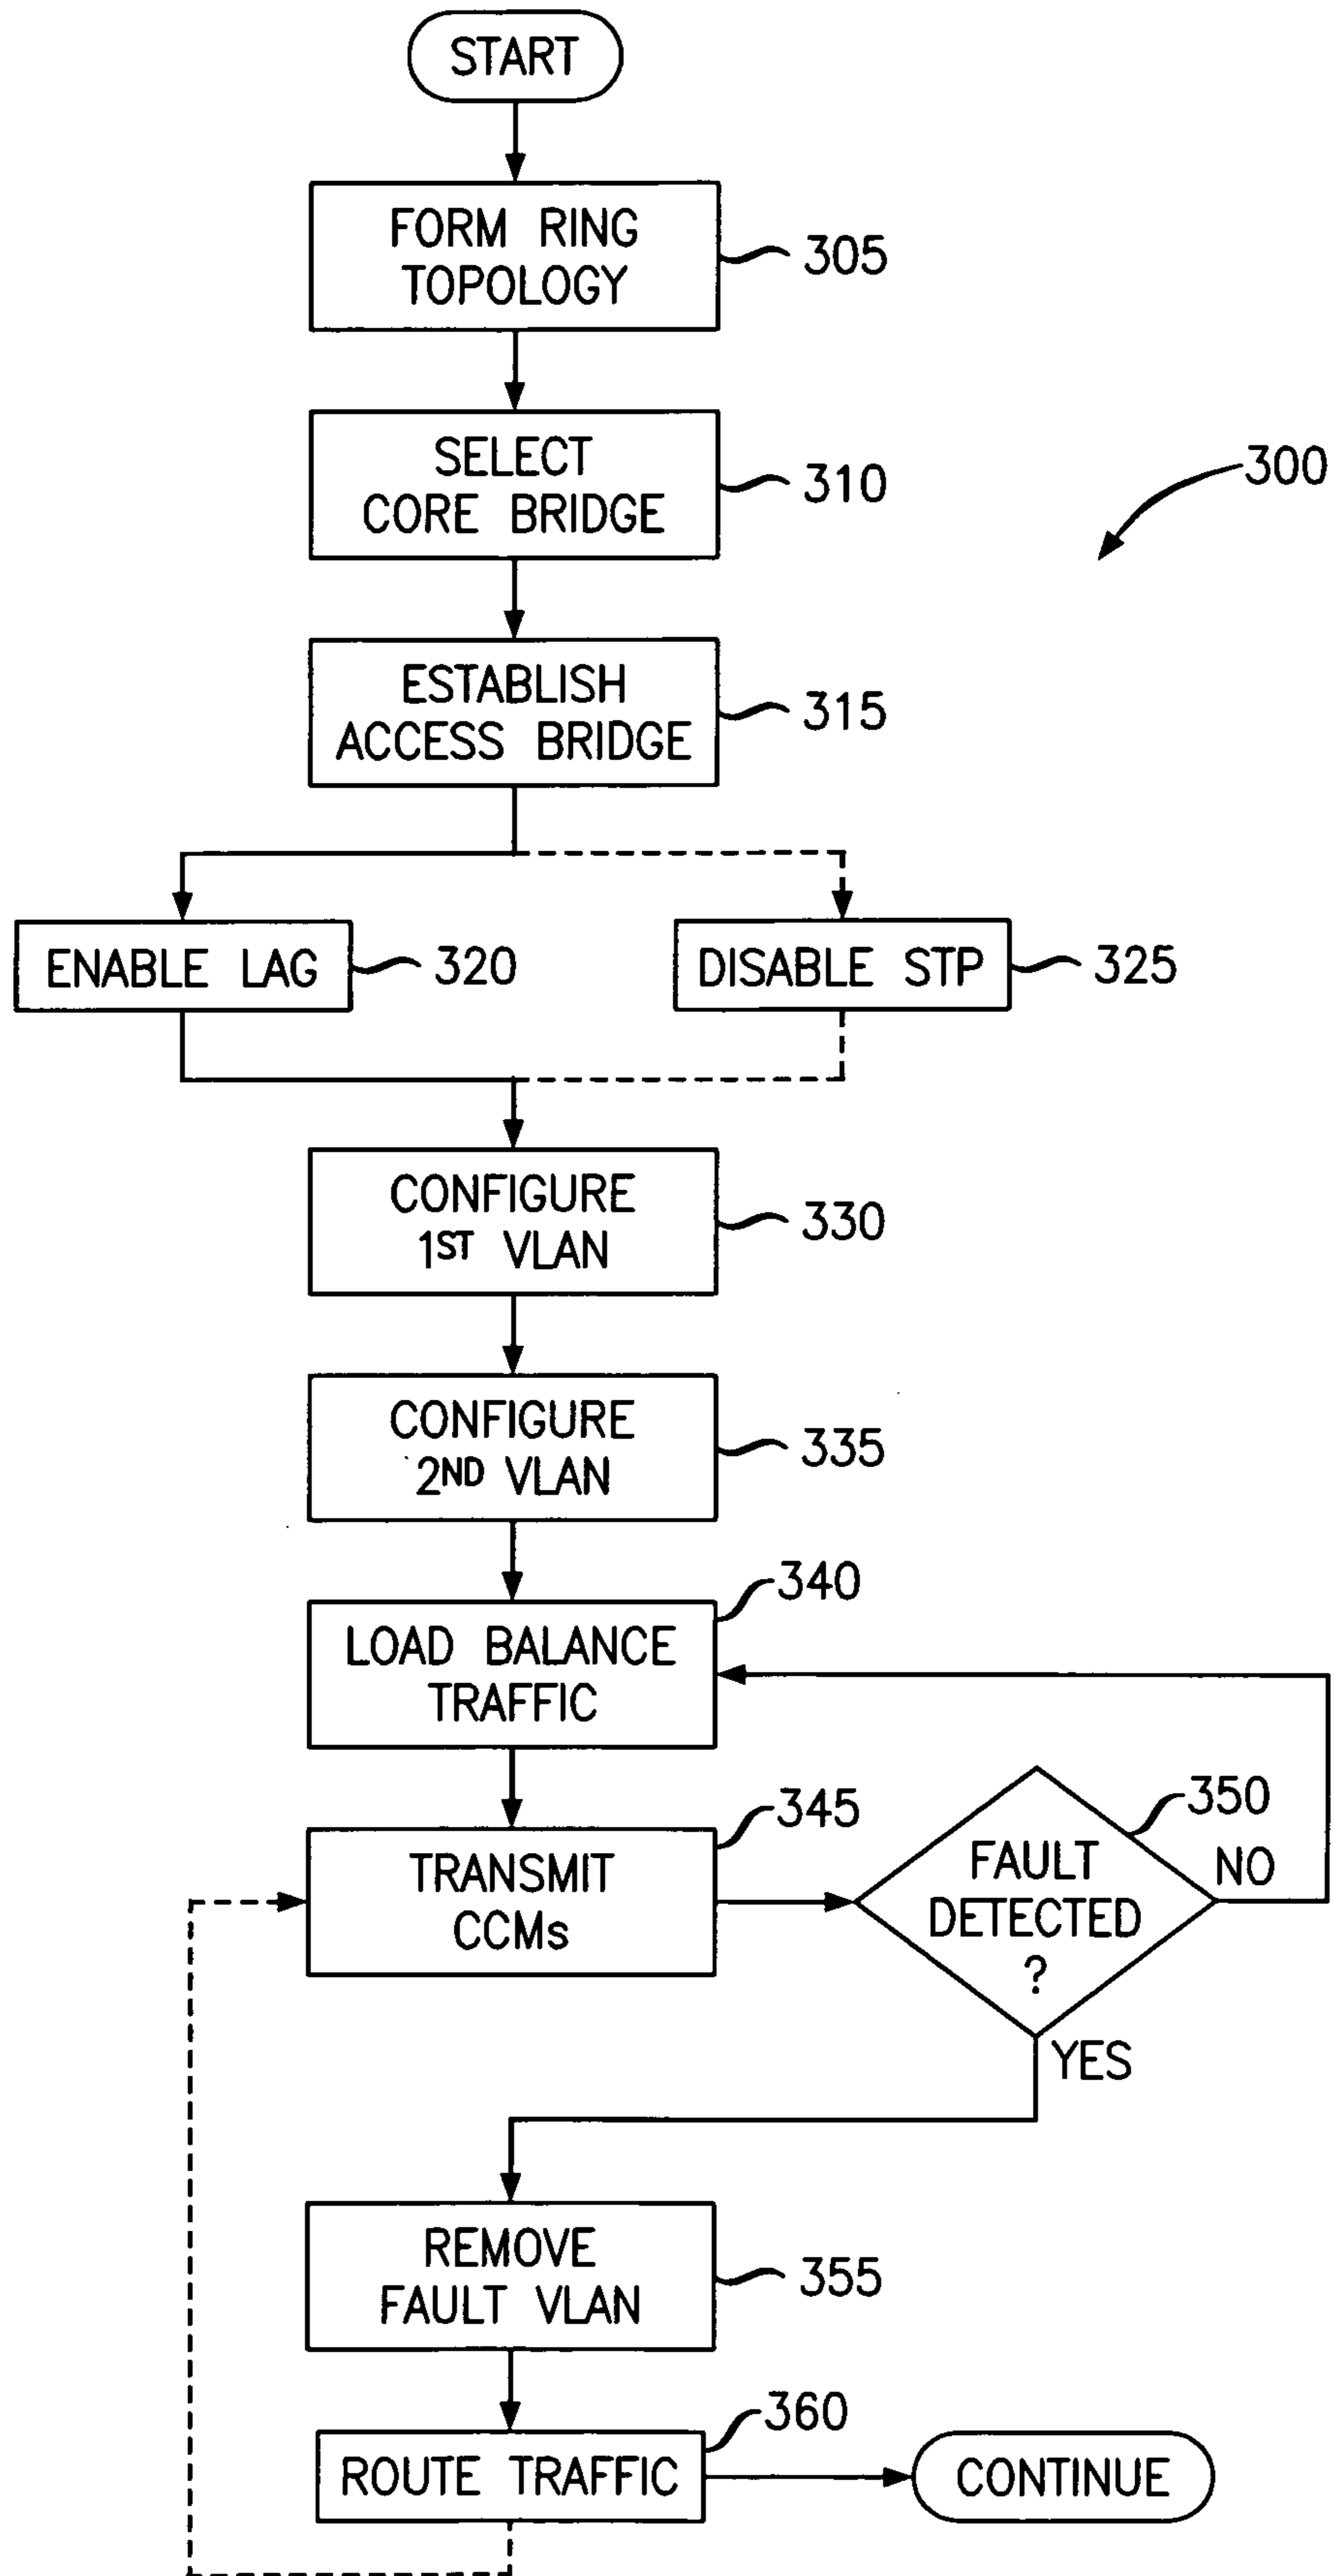 START
FORM RING
TOPOLOGY
305
SELECT
CORE BRIDGE
310
300
ESTABLISH
ACCESS BRIDGE
315
ENABLE LAG
320
DISABLE STP
325
CONFIGURE
1ST VLAN
330
CONFIGURE
2ND VLAN
335
340
LOAD BALANCE
TRAFFIC
345
TRANSMIT
CCMs
350
FAULT
DETECTED
?
NO
YES
REMOVE
FAULT VLAN
355
360
ROUTE TRAFFIC
CONTINUE